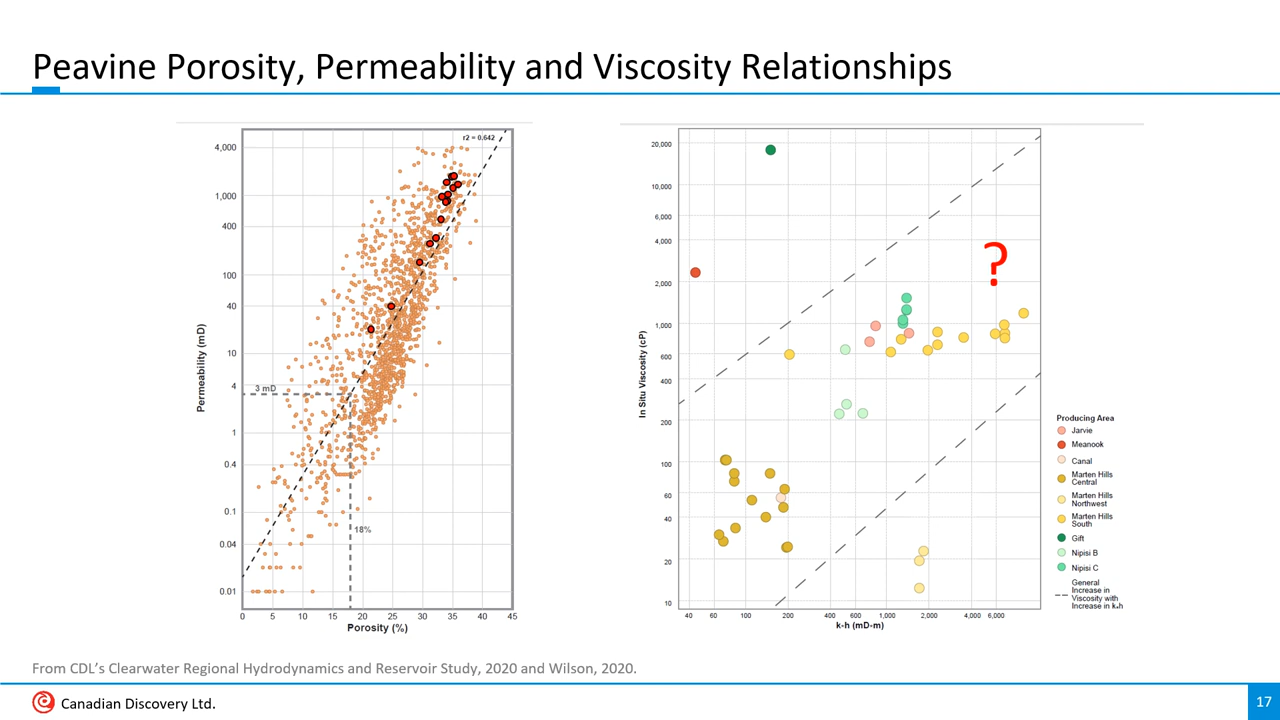 Peavine Porosity, Permeability and Viscosity Relationships
r2 = 0.642
4,000
1,000
400
100
40
10
4
1
0.4
0.1
0.04
0.01
Permeability (mD)
3 mD
18%
0 5 10 15 20 25 30 35 40 45
Porosity (%)
20,000
10,000
6,000
4,000
2,000
1,000
600
400
200
100
60
40
20
10
In Situ Viscosity (cP)
?
40 60 100 200 400 600 1,000 2,000 4,000 6,000
k-h (mD-m)
Producing Area
Jarvie
Meanook
Canal
Marten Hills
Central
Marten Hills
Northwest
Marten Hills
South
Gift
Nipisi B
Nipisi C
General
Increase in
Viscosity with
Increase in k*h
From CDL's Clearwater Regional Hydrodynamics and Reservoir Study, 2020 and Wilson, 2020.
Canadian Discovery Ltd.
17